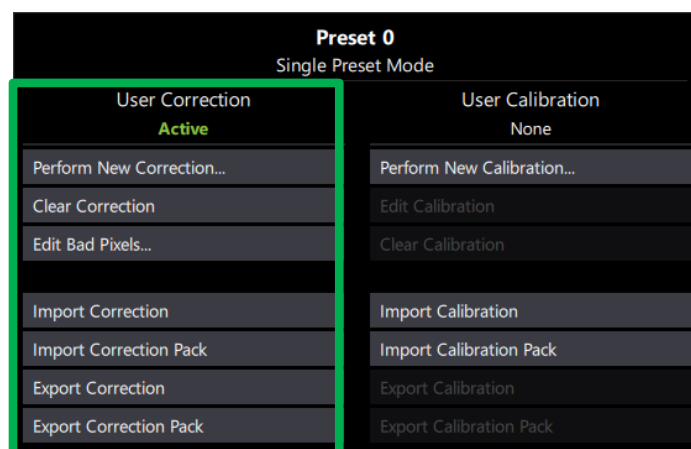 Preset 0
Single Preset Mode
User Correction
Active
Perform New Correction...
Clear Correction
Edit Bad Pixels...
Import Correction
Import Correction Pack
Export Correction
Export Correction Pack
User Calibration
None
Perform New Calibration...
Edit Calibration
Clear Calibration
Import Calibration
Import Calibration Pack
Export Calibration
Export Calibration Pack